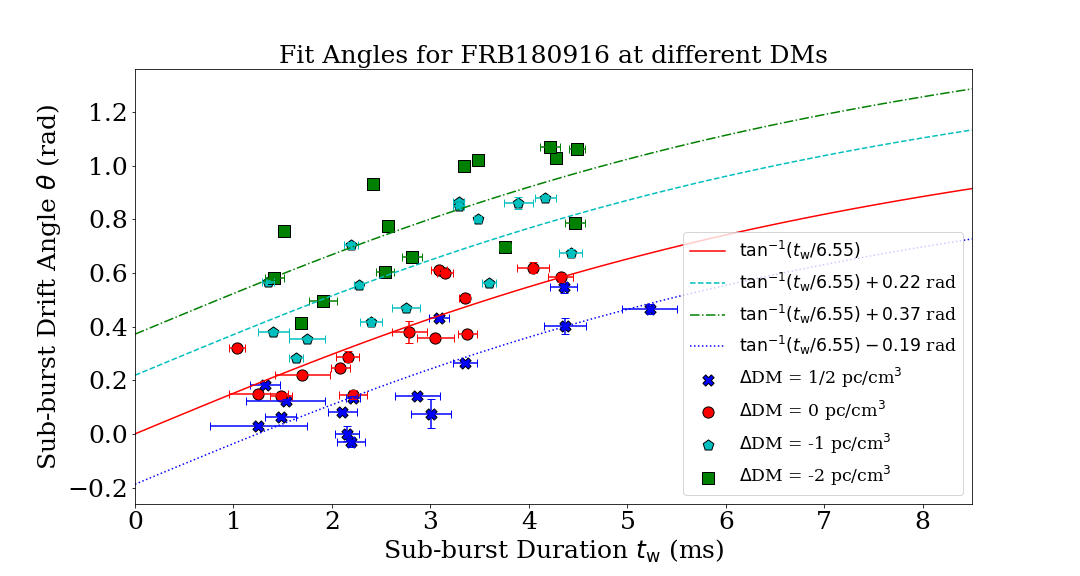 Fit Angles for FRB180916 at different DMs
Sub-burst Drift Angle θ (rad)
1.2
1.0
0.8
0.6
0.4
0.2
0.0
−0.2
0 1 2 3 4 5 6 7 8
Sub-burst Duration t_w (ms)
tan⁻¹(t_w/6.55)
tan⁻¹(t_w/6.55) + 0.22 rad
tan⁻¹(t_w/6.55) + 0.37 rad
tan⁻¹(t_w/6.55) − 0.19 rad
ΔDM = 1/2 pc/cm³
ΔDM = 0 pc/cm³
ΔDM = -1 pc/cm³
ΔDM = -2 pc/cm³